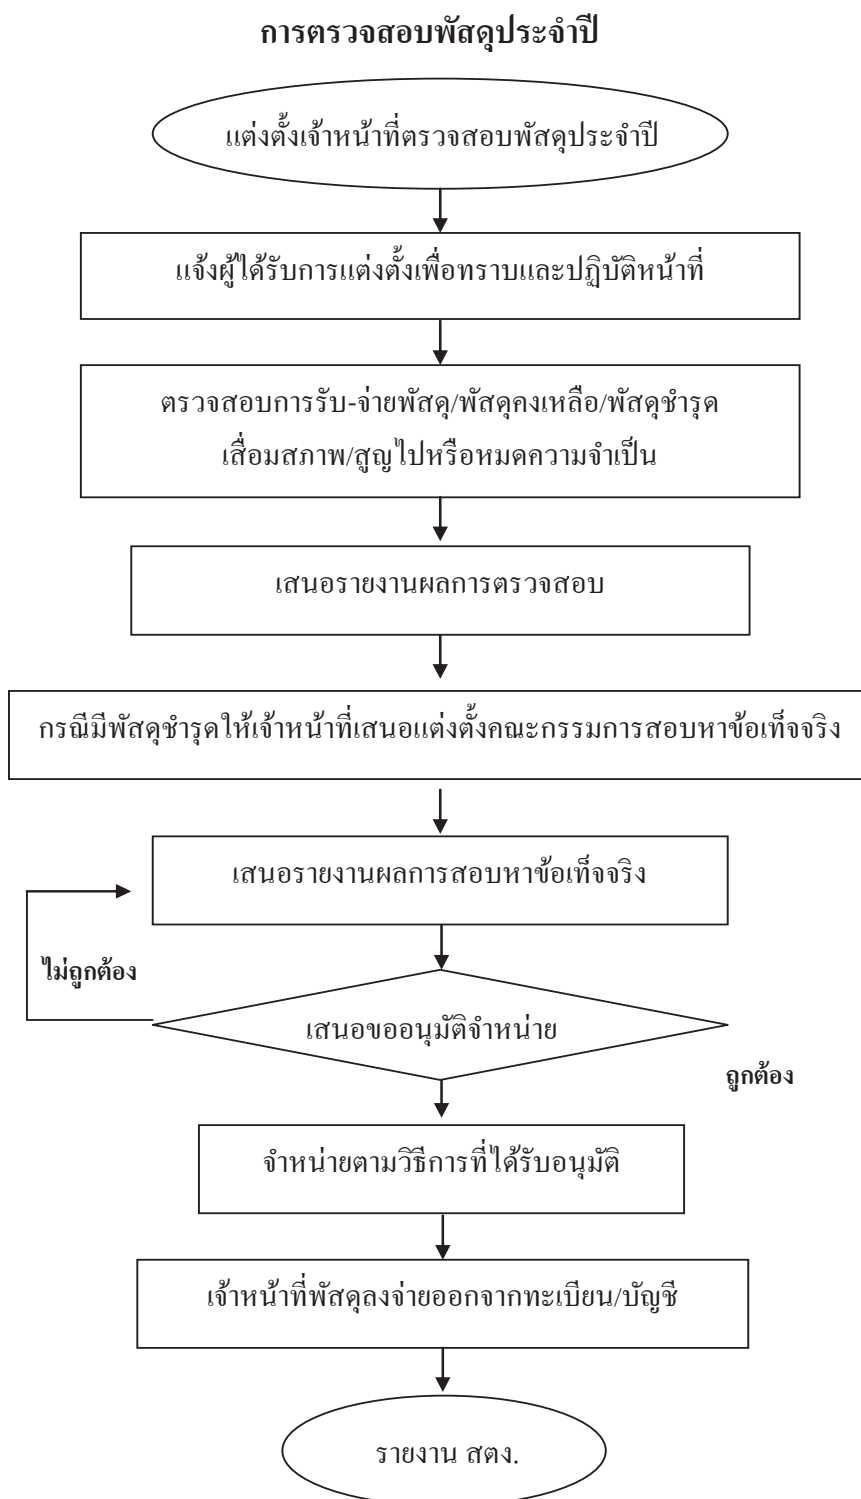 การตรวจสอบพัสดุประจำปี
แต่งตั้งเจ้าหน้าที่ตรวจสอบพัสดุประจำปี
แจ้งผู้ได้รับการแต่งตั้งเพื่อทราบและปฏิบัติหน้าที่
ตรวจสอบการรับ-จ่ายพัสดุ/พัสดุคงเหลือ/พัสดุชำรุด
เสื่อมสภาพ/สูญไปหรือหมดความจำเป็น
เสนอรายงานผลการตรวจสอบ
กรณีมีพัสดุชำรุดให้เจ้าหน้าที่เสนอแต่งตั้งคณะกรรมการสอบหาข้อเท็จจริง
เสนอรายงานผลการสอบหาข้อเท็จจริง
ไม่ถูกต้อง
เสนอขออนุมัติจำหน่าย
ถูกต้อง
จำหน่ายตามวิธีการที่ได้รับอนุมัติ
เจ้าหน้าที่พัสดุลงจ่ายออกจากทะเบียน/บัญชี
รายงาน สตง.